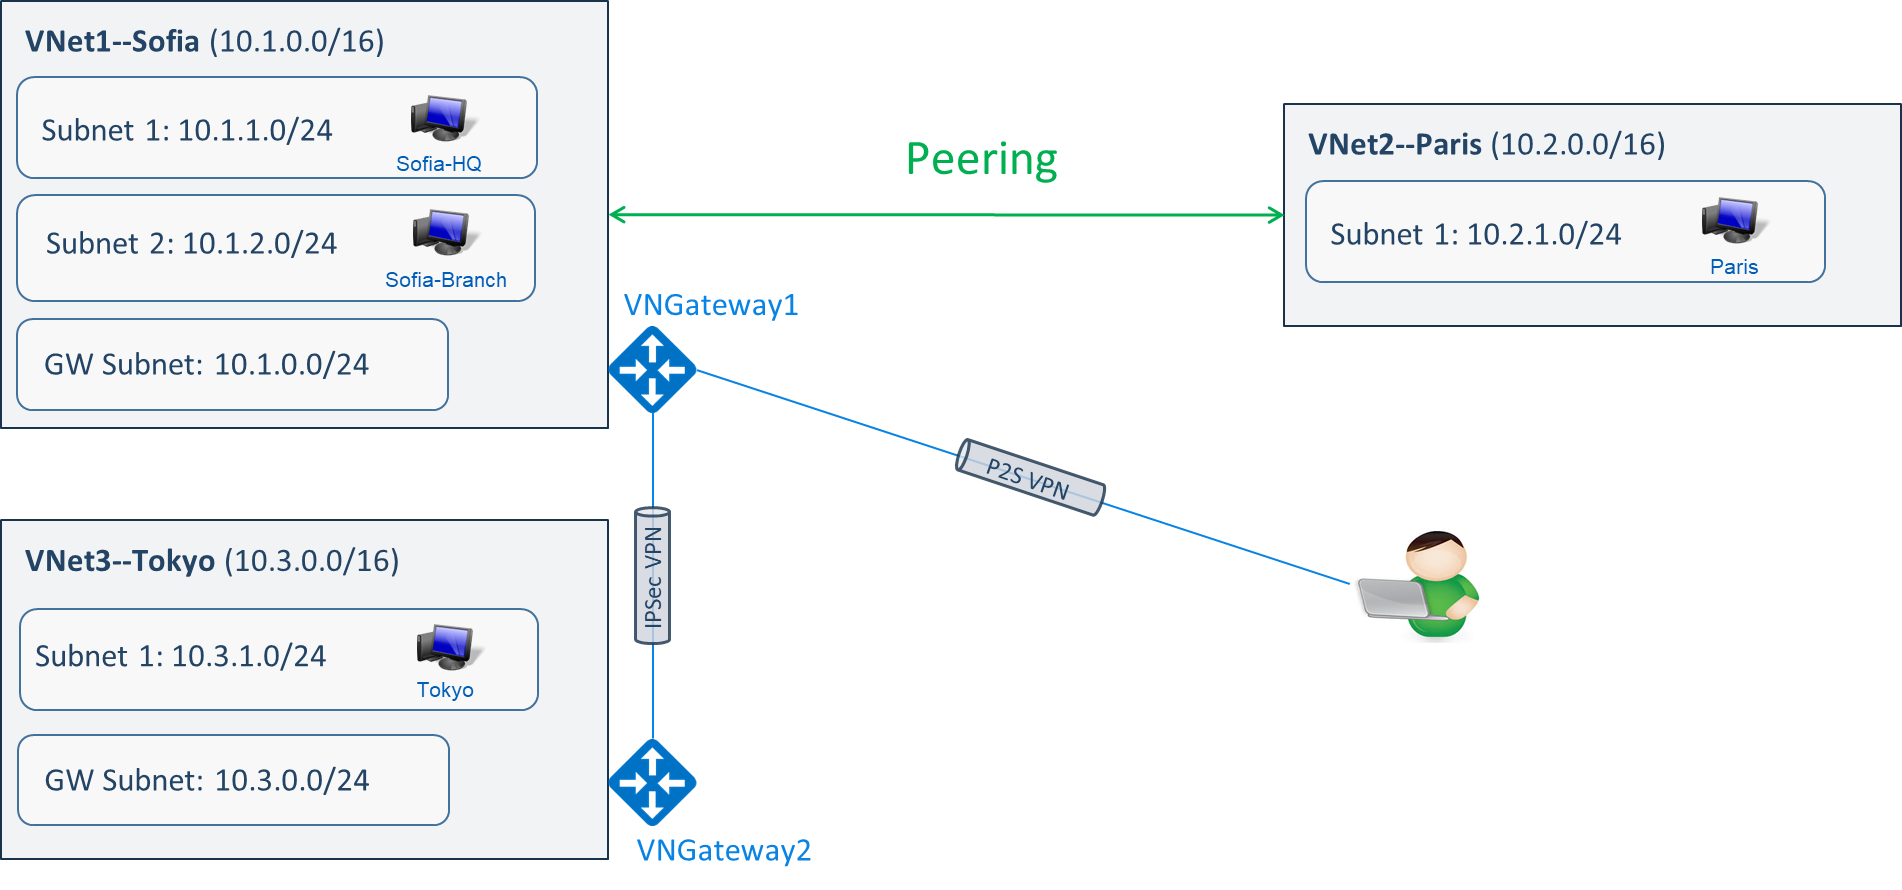 VNet1--Sofia (10.1.0.0/16)
Subnet 1: 10.1.1.0/24
Sofia-HQ
Subnet 2: 10.1.2.0/24
Sofia-Branch
GW Subnet: 10.1.0.0/24
Peering
VNet2--Paris (10.2.0.0/16)
Subnet 1: 10.2.1.0/24
Paris
VNGateway1
P2S VPN
IPSec VPN
VNet3--Tokyo (10.3.0.0/16)
Subnet 1: 10.3.1.0/24
Tokyo
GW Subnet: 10.3.0.0/24
VNGateway2